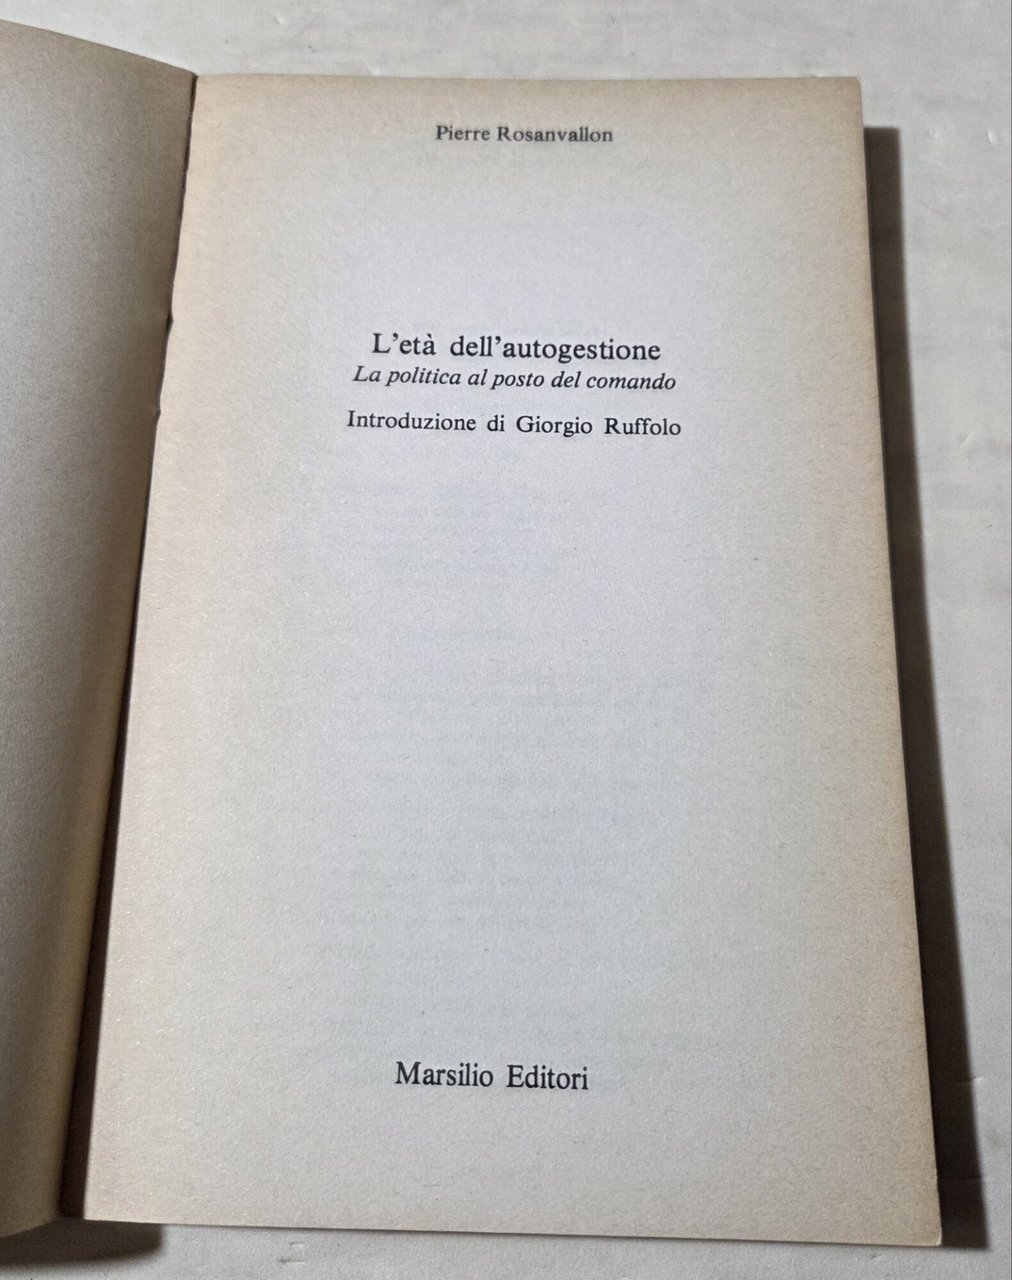 Pierre Rosanvallon
L'età dell'autogestione
La politica al posto del comando
Introduzione di Giorgio Ruffolo
Marsilio Editori